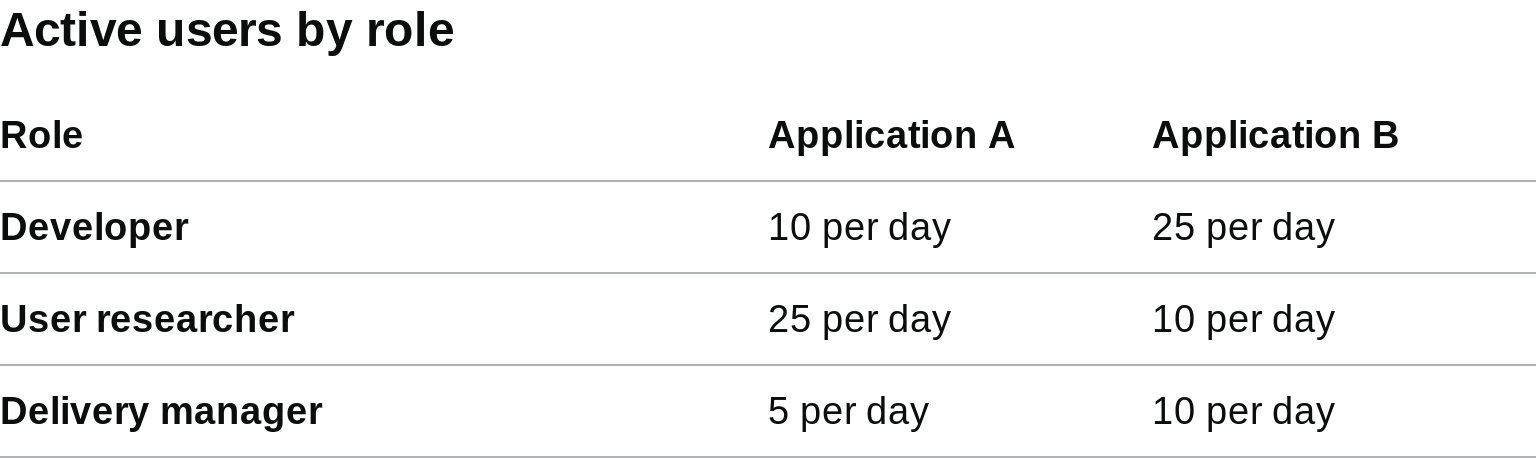 Active users by role
Role Application A Application B
Developer 10 per day 25 per day
User researcher 25 per day 10 per day
Delivery manager 5 per day 10 per day